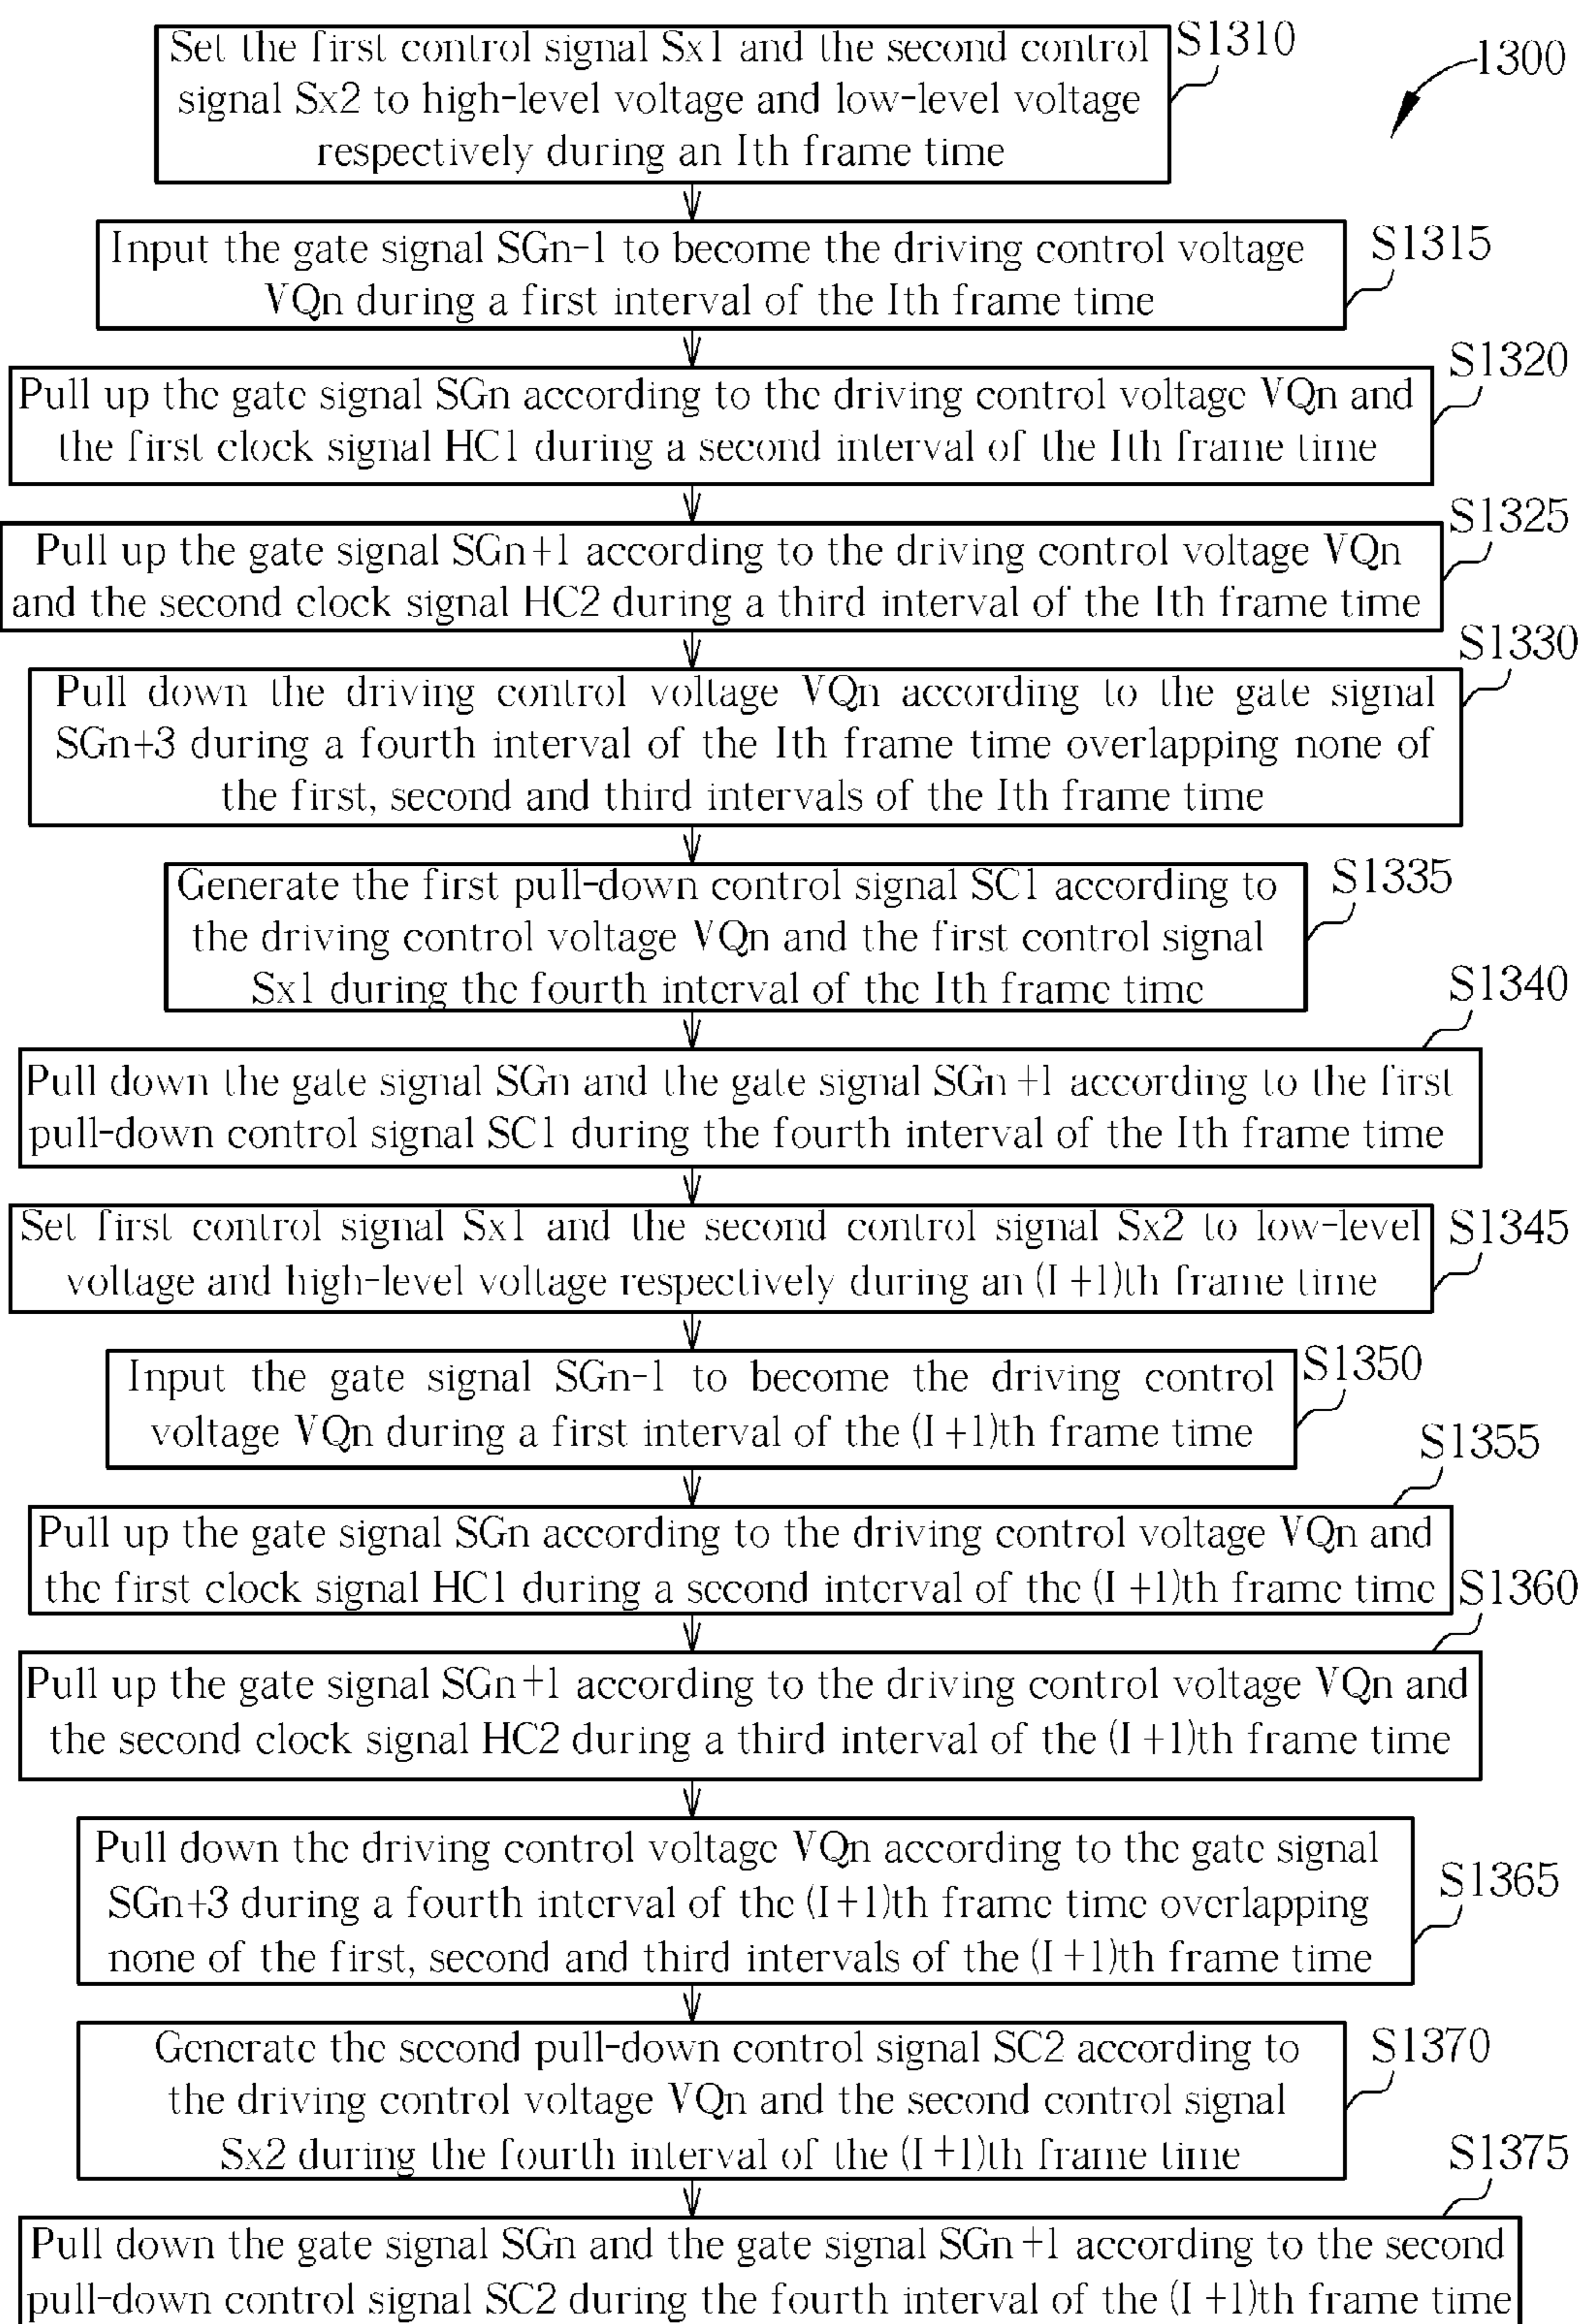 Set the first control signal Sx1 and the second control
signal Sx2 to high-level voltage and low-level voltage
respectively during an Ith frame time
S1310
1300
Input the gate signal SGn-1 to become the driving control voltage
VQn during a first interval of the Ith frame time
S1315
Pull up the gate signal SGn according to the driving control voltage VQn and
the first clock signal HC1 during a second interval of the Ith frame time
S1320
Pull up the gate signal SGn+1 according to the driving control voltage VQn
and the second clock signal HC2 during a third interval of the Ith frame time
S1325
Pull down the driving control voltage VQn according to the gate signal
SGn+3 during a fourth interval of the Ith frame time overlapping none of
the first, second and third intervals of the Ith frame time
S1330
Generate the first pull-down control signal SC1 according to
the driving control voltage VQn and the first control signal
Sx1 during the fourth interval of the Ith frame time
S1335
Pull down the gate signal SGn and the gate signal SGn+1 according to the first
pull-down control signal SC1 during the fourth interval of the Ith frame time
S1340
Set first control signal Sx1 and the second control signal Sx2 to low-level
voltage and high-level voltage respectively during an (I+1)th frame time
S1345
Input the gate signal SGn-1 to become the driving control
voltage VQn during a first interval of the (I+1)th frame time
S1350
Pull up the gate signal SGn according to the driving control voltage VQn and
the first clock signal HC1 during a second interval of the (I+1)th frame time
S1355
Pull up the gate signal SGn+1 according to the driving control voltage VQn and
the second clock signal HC2 during a third interval of the (I+1)th frame time
S1360
Pull down the driving control voltage VQn according to the gate signal
SGn+3 during a fourth interval of the (I+1)th frame time overlapping
none of the first, second and third intervals of the (I+1)th frame time
S1365
Generate the second pull-down control signal SC2 according to
the driving control voltage VQn and the second control signal
Sx2 during the fourth interval of the (I+1)th frame time
S1370
Pull down the gate signal SGn and the gate signal SGn+1 according to the second
pull-down control signal SC2 during the fourth interval of the (I+1)th frame time
S1375